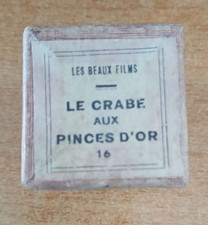 LES BEAUX FILMS
LE CRABE
AUX
PINCES D'OR
16